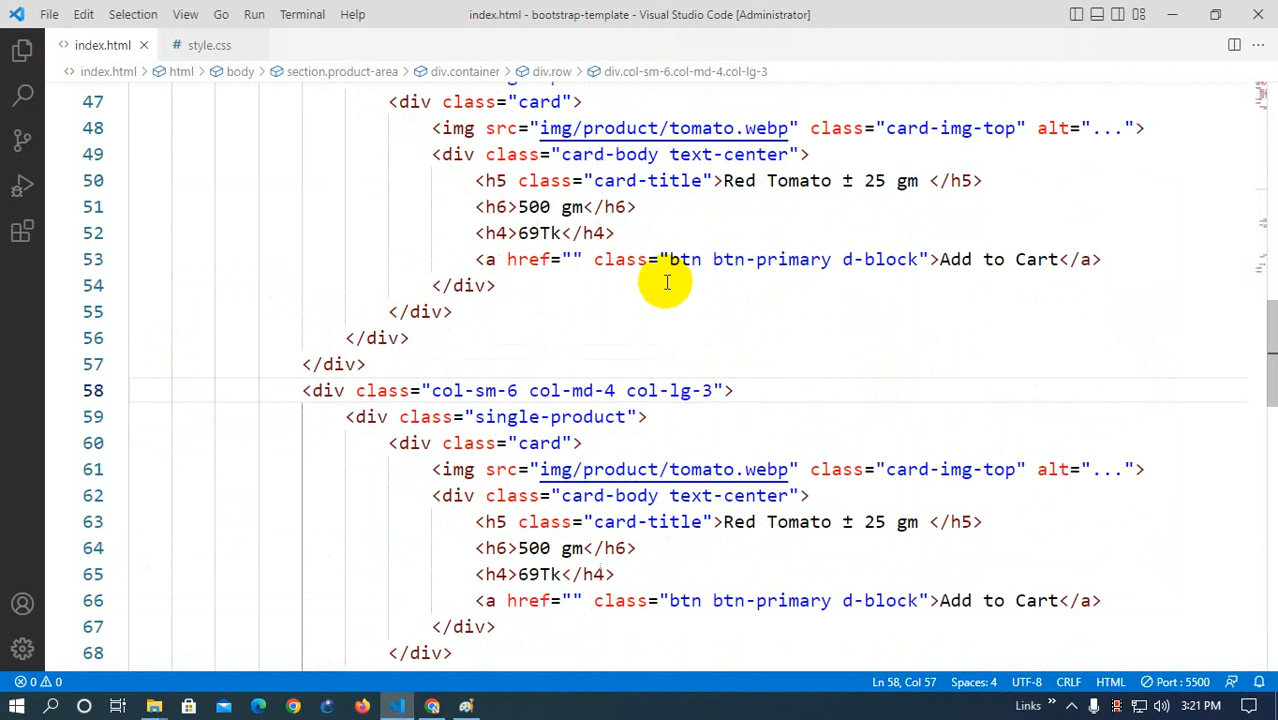 File Edit Selection View Go Run Terminal Help index.html - bootstrap-template - Visual Studio Code [Administrator]
<> index.html × # style.css
<> index.html > html > body > section.product-area > div.container > div.row > div.col-sm-6.col-md-4.col-lg-3
47 <div class="card">
48 <img src="img/product/tomato.webp" class="card-img-top" alt="...">
49 <div class="card-body text-center">
50 <h5 class="card-title">Red Tomato ± 25 gm </h5>
51 <h6>500 gm</h6>
52 <h4>69Tk</h4>
53 <a href="" class="btn btn-primary d-block">Add to Cart</a>
54 </div>
55 </div>
56 </div>
57 </div>
58 <div class="col-sm-6 col-md-4 col-lg-3">
59 <div class="single-product">
60 <div class="card">
61 <img src="img/product/tomato.webp" class="card-img-top" alt="...">
62 <div class="card-body text-center">
63 <h5 class="card-title">Red Tomato ± 25 gm </h5>
64 <h6>500 gm</h6>
65 <h4>69Tk</h4>
66 <a href="" class="btn btn-primary d-block">Add to Cart</a>
67 </div>
68 </div>
0 0 Ln 58, Col 57 Spaces: 4 UTF-8 CRLF HTML Port : 5500
Links » 3:21 PM